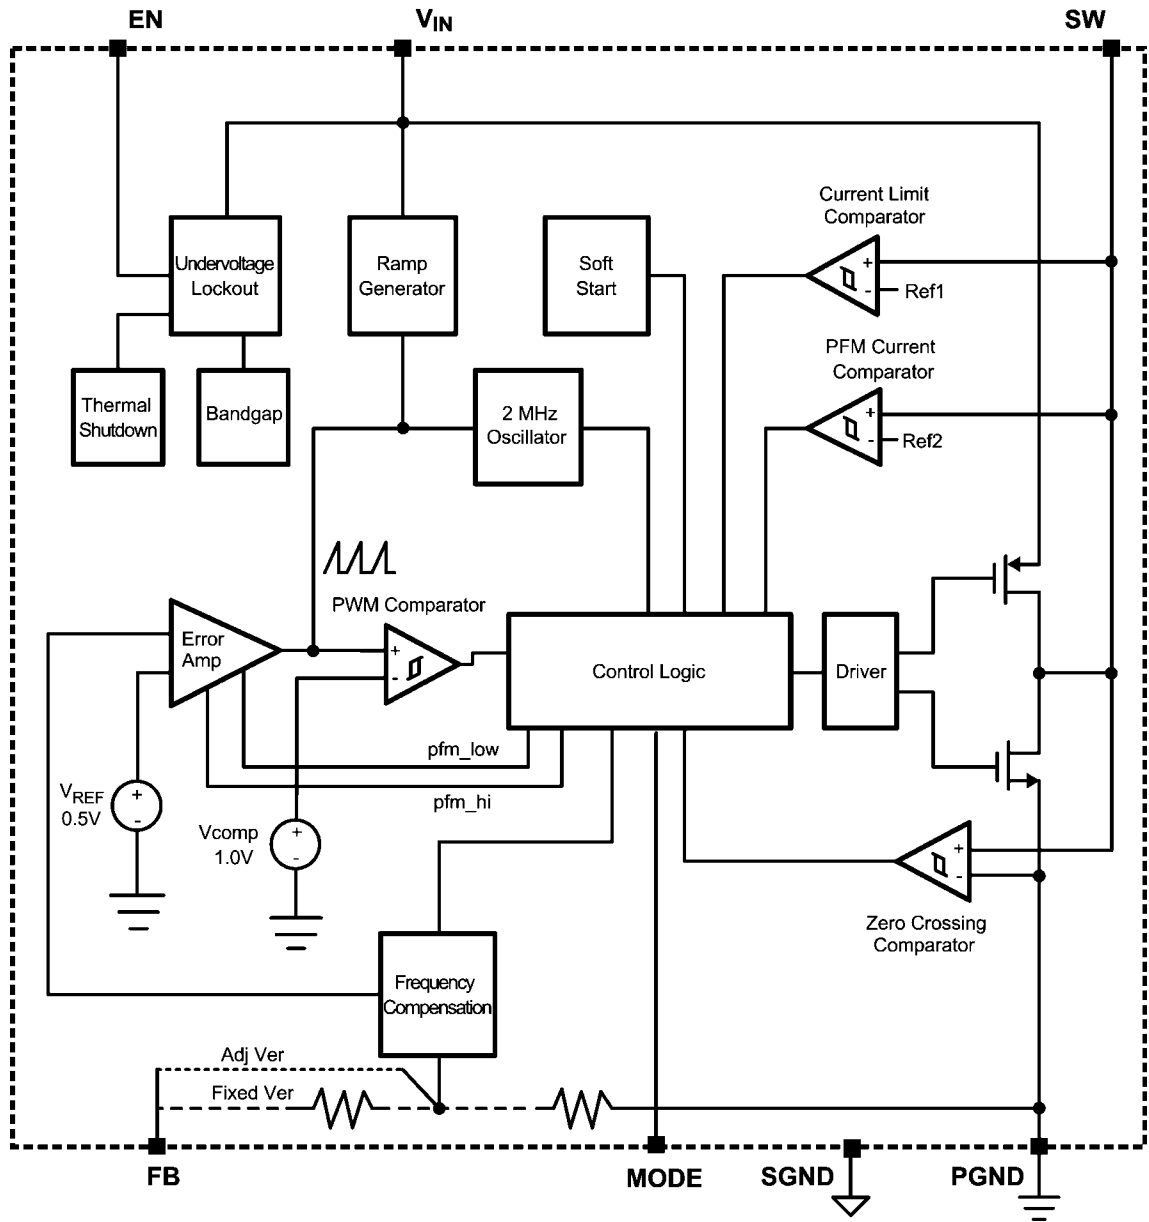 EN
VIN
SW
Current Limit
Comparator
Undervoltage
Lockout
Ramp
Generator
Soft
Start
+
-
Ref1
PFM Current
Comparator
Thermal
Shutdown
Bandgap
2 MHz
Oscillator
+
-
Ref2
PWM Comparator
Error
Amp
+
-
Control Logic
Driver
pfm_low
pfm_hi
VREF
0.5V
+
-
Vcomp
1.0V
+
-
+
-
Zero Crossing
Comparator
Frequency
Compensation
Adj Ver
Fixed Ver
FB
MODE
SGND
PGND